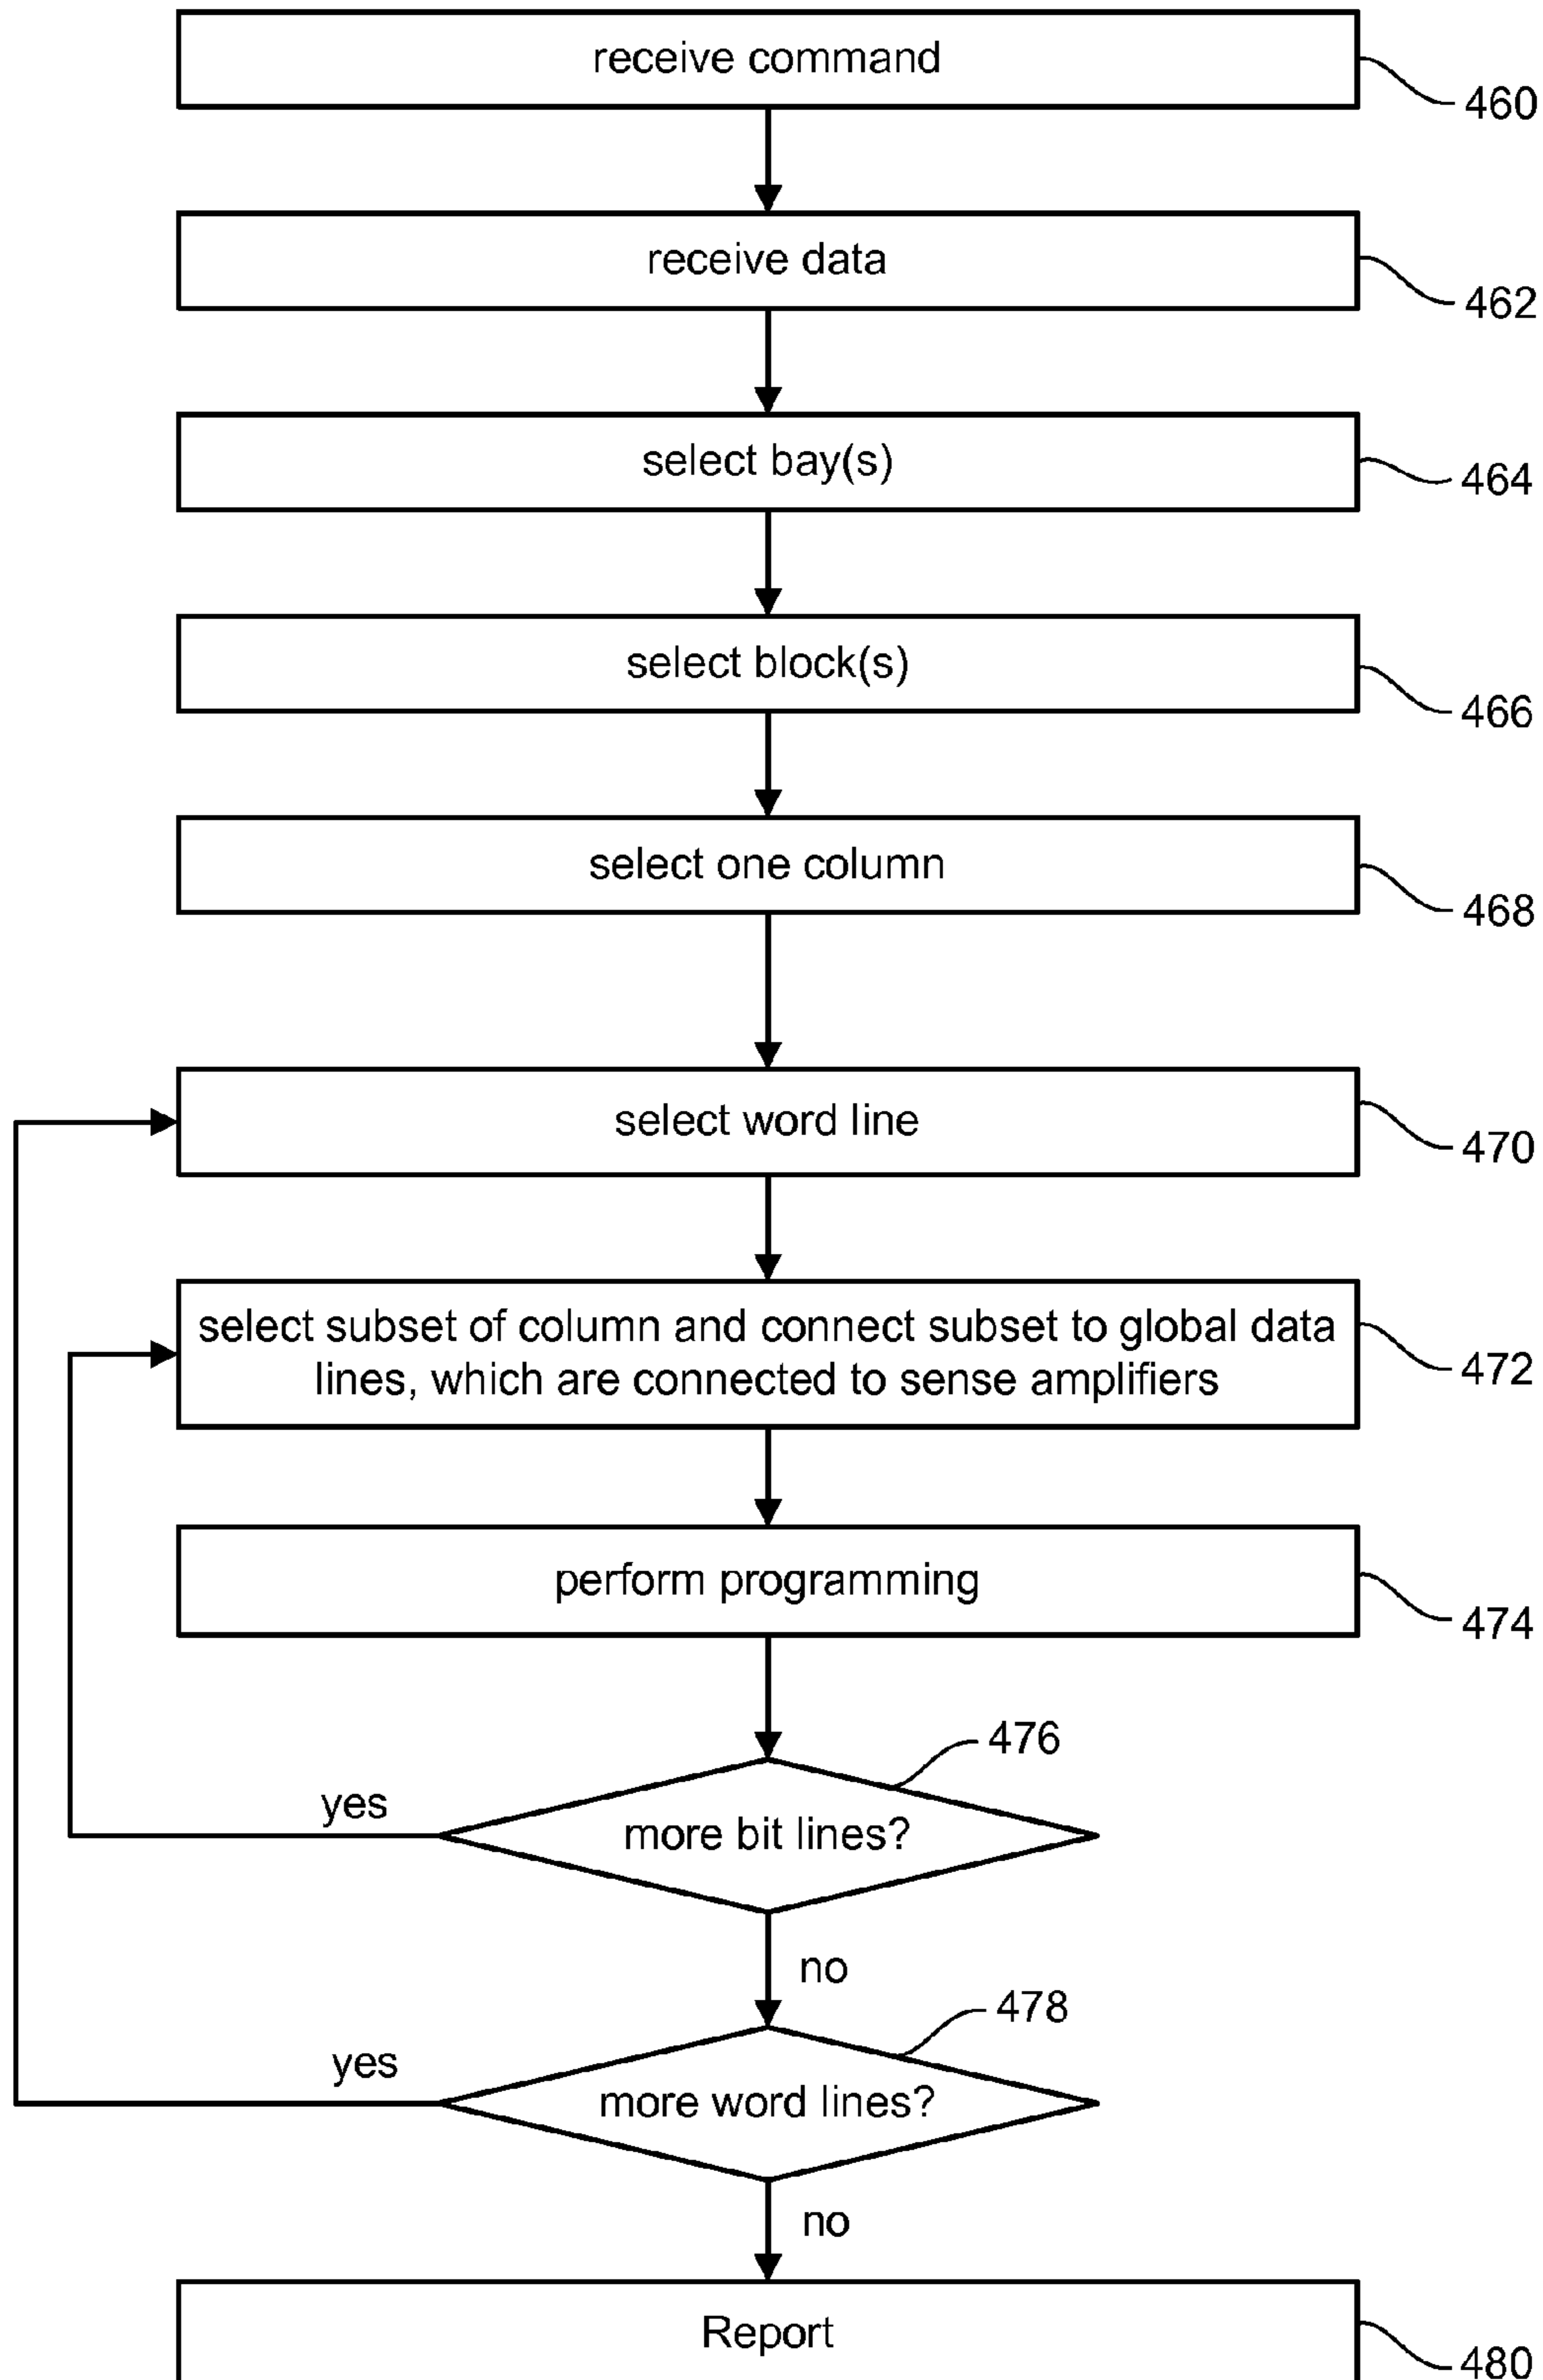 receive command
460
receive data
462
select bay(s)
464
select block(s)
466
select one column
468
select word line
470
select subset of column and connect subset to global data
lines, which are connected to sense amplifiers
472
perform programming
474
476
yes
more bit lines?
no
478
yes
more word lines?
no
Report
480